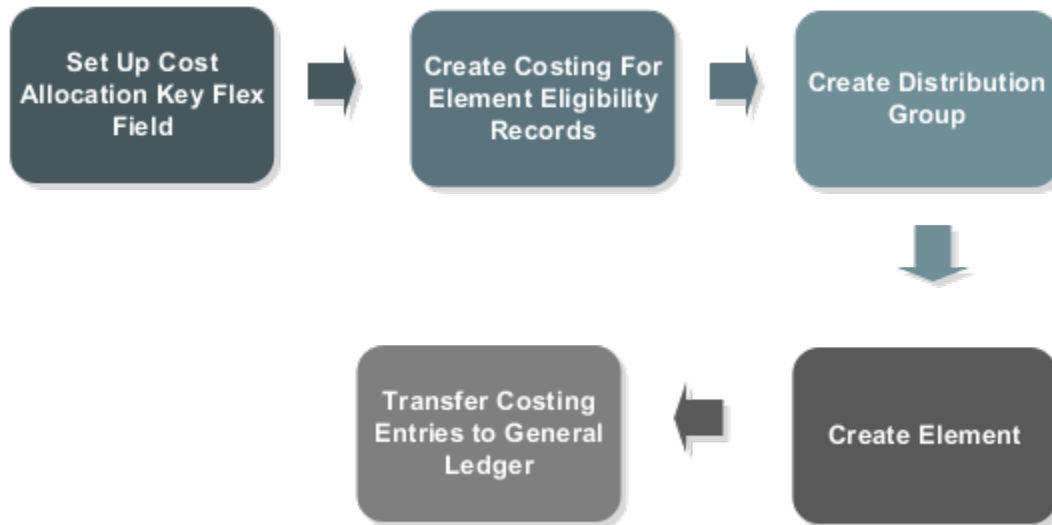 Set Up Cost
Allocation Key Flex
Field
Create Costing For
Element Eligibility
Records
Create Distribution
Group
Create Element
Transfer Costing
Entries to General
Ledger